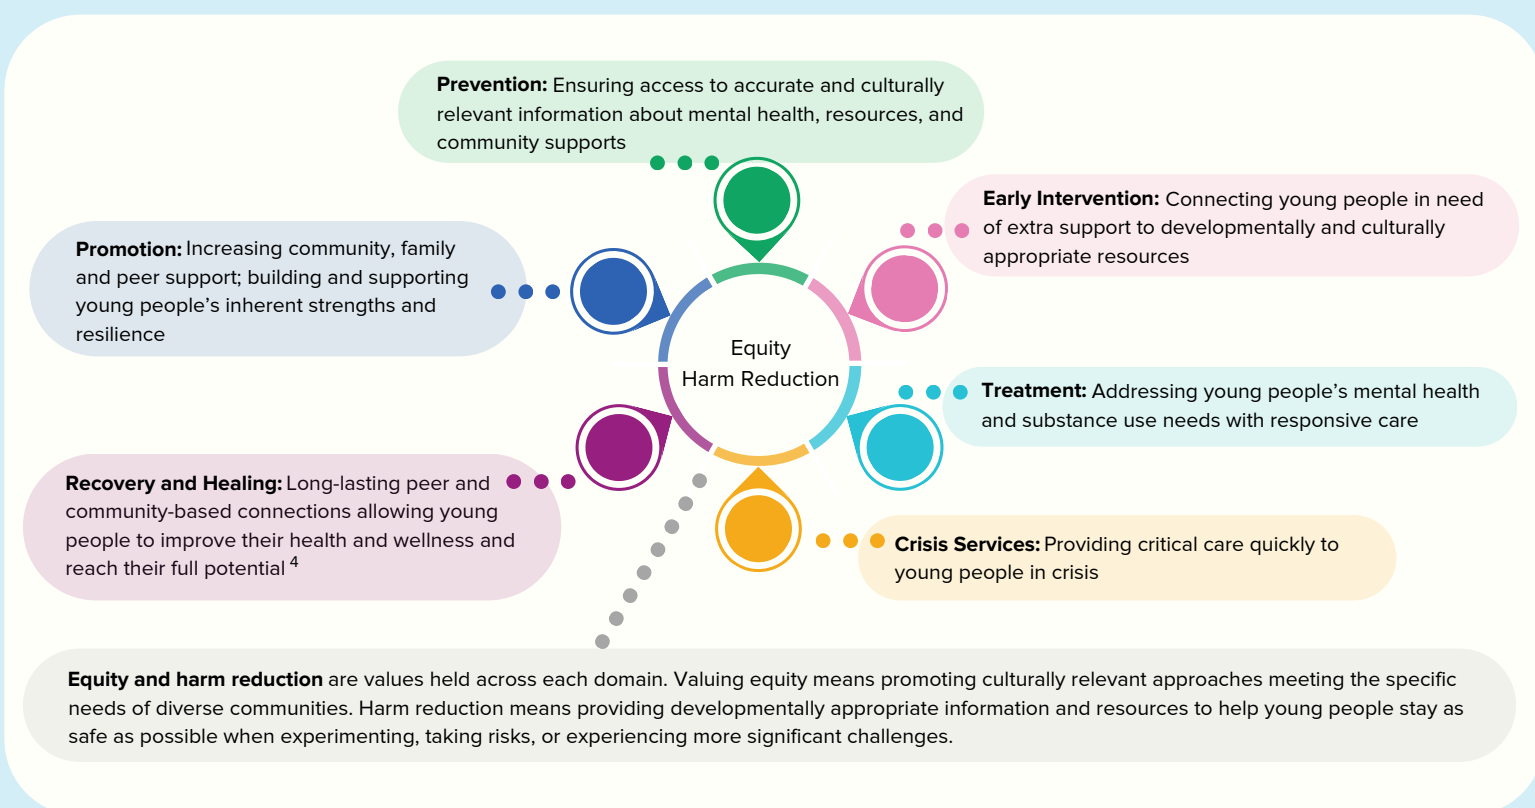 Prevention: Ensuring access to accurate and culturally
relevant information about mental health, resources, and
community supports
Early Intervention: Connecting young people in need
of extra support to developmentally and culturally
appropriate resources
Promotion: Increasing community, family
and peer support; building and supporting
young people’s inherent strengths and
resilience
Equity
Harm Reduction
Treatment: Addressing young people’s mental health
and substance use needs with responsive care
Recovery and Healing: Long-lasting peer and
community-based connections allowing young
people to improve their health and wellness and
reach their full potential 4
Crisis Services: Providing critical care quickly to
young people in crisis
Equity and harm reduction are values held across each domain. Valuing equity means promoting culturally relevant approaches meeting the specific
needs of diverse communities. Harm reduction means providing developmentally appropriate information and resources to help young people stay as
safe as possible when experimenting, taking risks, or experiencing more significant challenges.